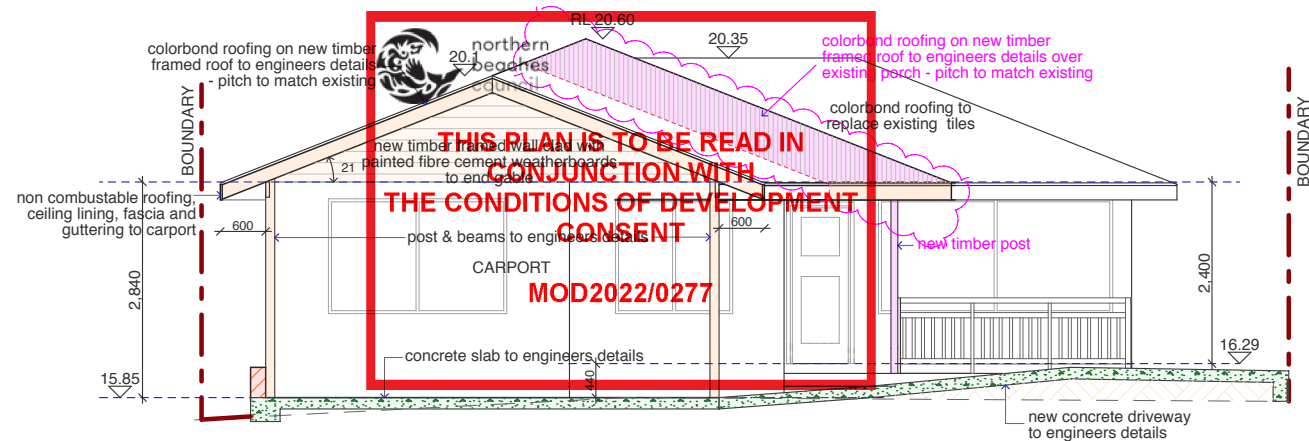 RL 20.60
colorbond roofing on new timber
framed roof to engineers details
- pitch to match existing
20.1
northern
beaches
council
20.35
colorbond roofing on new timber
framed roof to engineers details over
existing porch - pitch to match existing
colorbond roofing to
replace existing tiles
BOUNDARY
BOUNDARY
THIS PLAN IS TO BE READ IN
CONJUNCTION WITH
THE CONDITIONS OF DEVELOPMENT
CONSENT
MOD2022/0277
new timber framed wall clad with
painted fibre cement weatherboards
to end gable
21
non combustable roofing,
ceiling lining, fascia and
guttering to carport
600
600
post & beams to engineers details
new timber post
CARPORT
2,840
2,400
concrete slab to engineers details
440
15.85
16.29
new concrete driveway
to engineers details